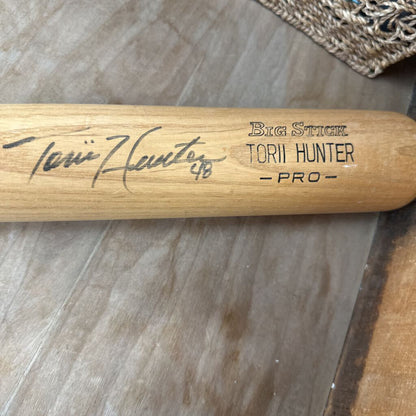 Torii Hunter
48
BIG STICK
TORII HUNTER
-PRO-